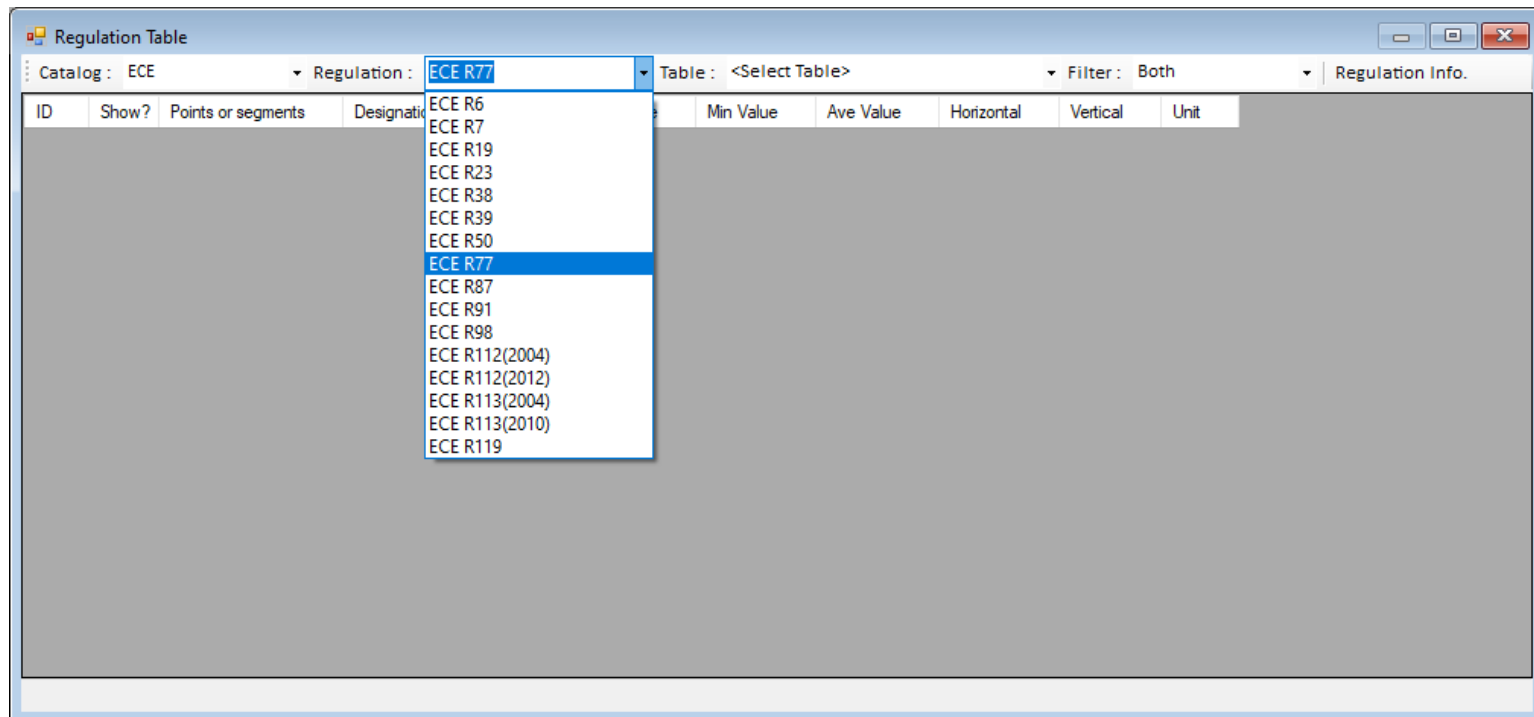 Regulation Table
Catalog : ECE Regulation : ECE R77 Table : <Select Table> Filter : Both Regulation Info.
ID Show? Points or segments Min Value Ave Value Horizontal Vertical Unit
ECE R6
ECE R7
ECE R19
ECE R23
ECE R38
ECE R39
ECE R50
ECE R77
ECE R87
ECE R91
ECE R98
ECE R112(2004)
ECE R112(2012)
ECE R113(2004)
ECE R113(2010)
ECE R119